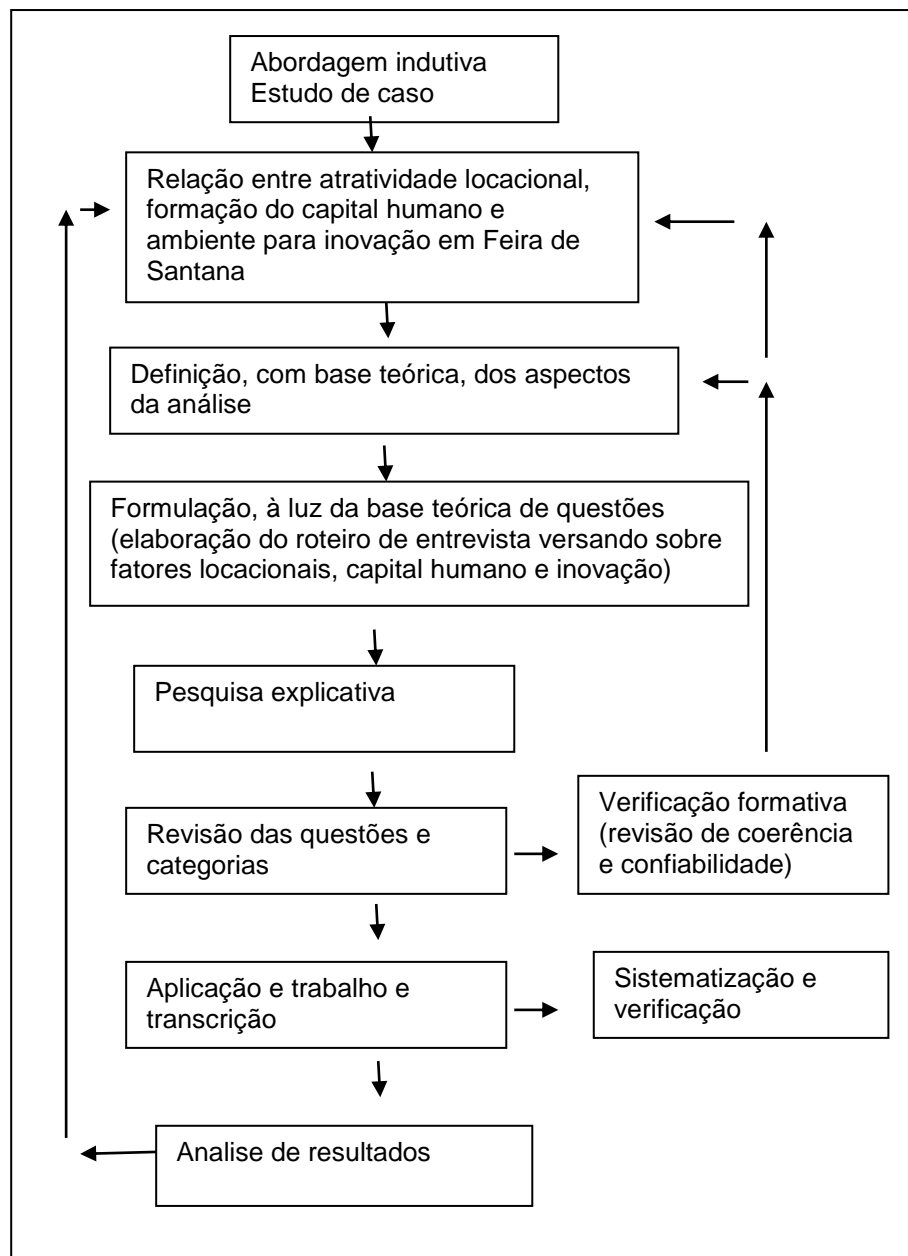 Abordagem indutiva
Estudo de caso
Relação entre atratividade locacional,
formação do capital humano e
ambiente para inovação em Feira de
Santana
Definição, com base teórica, dos aspectos
da análise
Formulação, à luz da base teórica de questões
(elaboração do roteiro de entrevista versando sobre
fatores locacionais, capital humano e inovação)
Pesquisa explicativa
Revisão das questões e
categorias
Verificação formativa
(revisão de coerência
e confiabilidade)
Aplicação e trabalho e
transcrição
Sistematização e
verificação
Analise de resultados